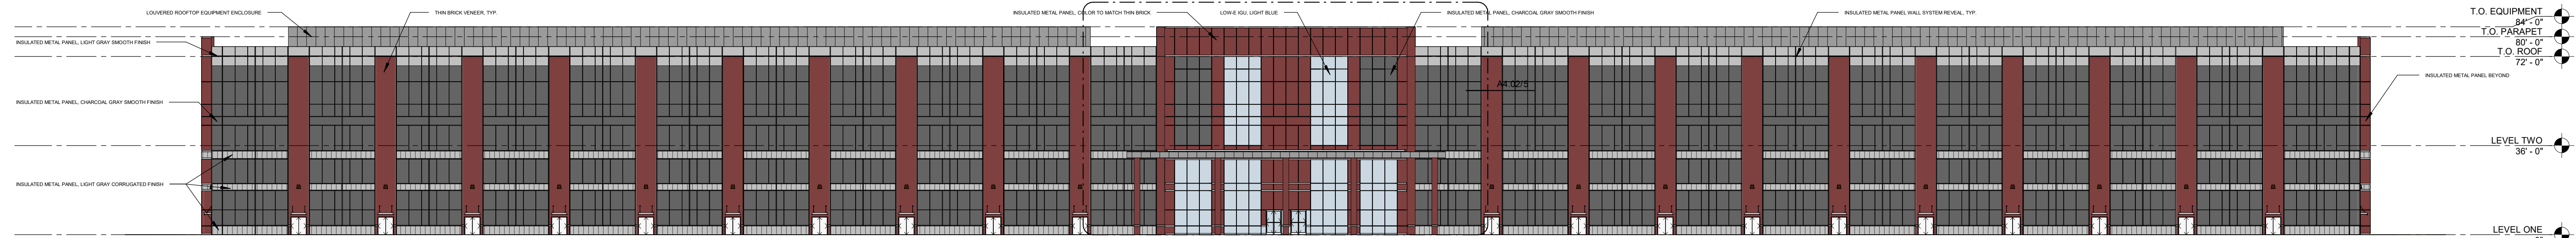 LOUVERED ROOFTOP EQUIPMENT ENCLOSURE
THIN BRICK VENEER, TYP.
INSULATED METAL PANEL, COLOR TO MATCH THIN BRICK
LOW-E IGU, LIGHT BLUE
INSULATED METAL PANEL, CHARCOAL GRAY SMOOTH FINISH
INSULATED METAL PANEL WALL SYSTEM REVEAL, TYP.
T.O. EQUIPMENT
84' - 0"
T.O. PARAPET
80' - 0"
T.O. ROOF
72' - 0"
INSULATED METAL PANEL, LIGHT GRAY SMOOTH FINISH
INSULATED METAL PANEL BEYOND
A4.02/5
INSULATED METAL PANEL, CHARCOAL GRAY SMOOTH FINISH
LEVEL TWO
36' - 0"
INSULATED METAL PANEL, LIGHT GRAY CORRUGATED FINISH
LEVEL ONE